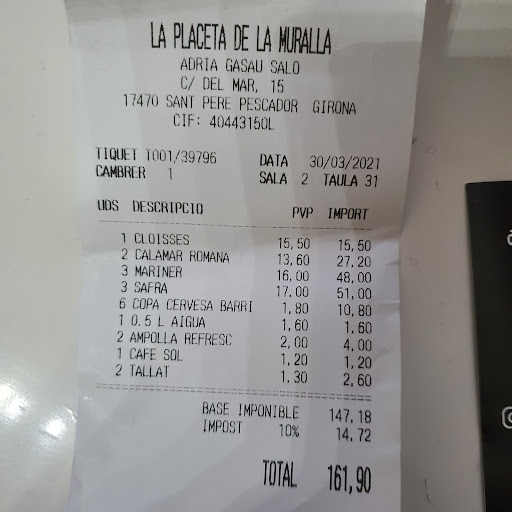 LA PLACETA DE LA MURALLA
ADRIA GASAU SALO
C/ DEL MAR, 15
17470 SANT PERE PESCADOR GIRONA
CIF: 40443150L
TIQUET T001/39796 DATA 30/03/2021
CAMBRER 1 SALA 2 TAULA 31
UDS DESCRIPCIO PVP IMPORT
1 CLOISSES 15,50 15,50
2 CALAMAR ROMANA 13,60 27,20
3 MARINER 16,00 48,00
3 SAFRA 17,00 51,00
6 COPA CERVESA BARRI 1,80 10,80
1 0.5 L AIGUA 1,60 1,60
2 AMPOLLA REFRESC 2,00 4,00
1 CAFE SOL 1,20 1,20
2 TALLAT 1,30 2,60
BASE IMPONIBLE 147,18
IMPOST 10% 14,72
TOTAL 161,90